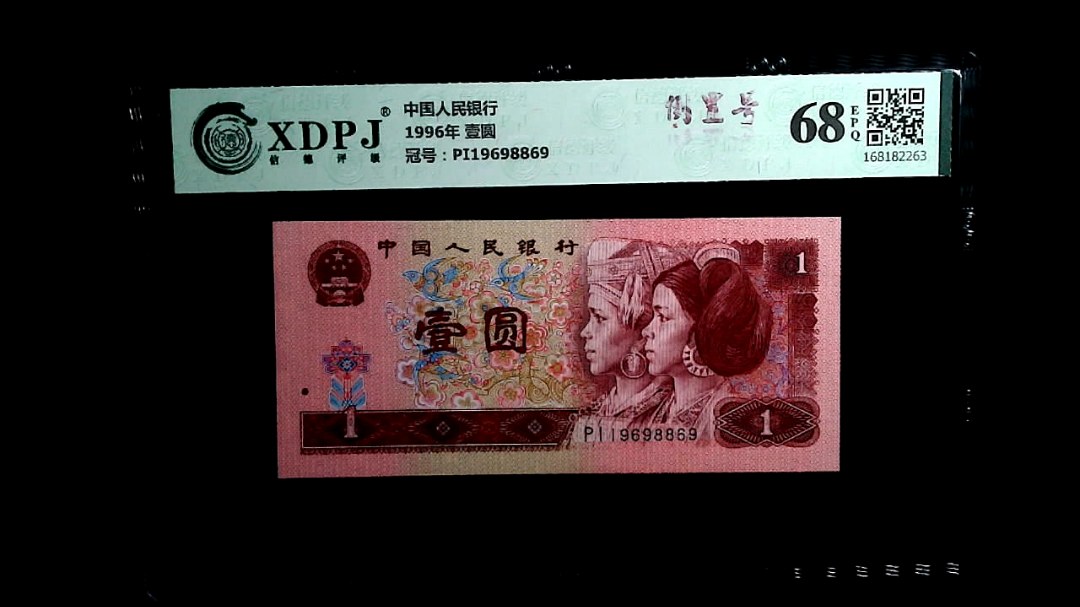 XDPJ®
信德评级
中国人民银行
1996年 壹圆
冠号：PI19698869
倒置号
68 EPQ
168182263
中国人民银行
1
壹圆
1
PI19698869
1